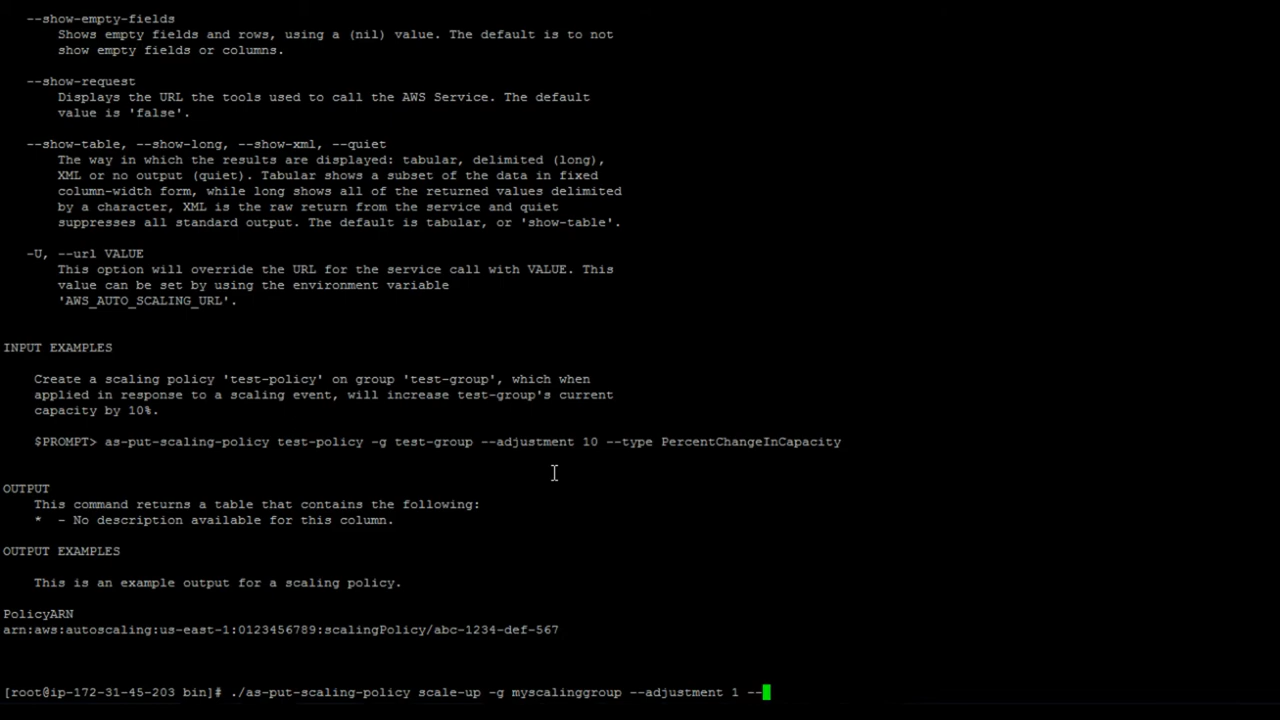 --show-empty-fields
Shows empty fields and rows, using a (nil) value. The default is to not
show empty fields or columns.
--show-request
Displays the URL the tools used to call the AWS Service. The default
value is 'false'.
--show-table, --show-long, --show-xml, --quiet
The way in which the results are displayed: tabular, delimited (long),
XML or no output (quiet). Tabular shows a subset of the data in fixed
column-width form, while long shows all of the returned values delimited
by a character, XML is the raw return from the service and quiet
suppresses all standard output. The default is tabular, or 'show-table'.
-U, --url VALUE
This option will override the URL for the service call with VALUE. This
value can be set by using the environment variable
'AWS_AUTO_SCALING_URL'.
INPUT EXAMPLES
Create a scaling policy 'test-policy' on group 'test-group', which when
applied in response to a scaling event, will increase test-group's current
capacity by 10%.
$PROMPT> as-put-scaling-policy test-policy -g test-group --adjustment 10 --type PercentChangeInCapacity
OUTPUT
This command returns a table that contains the following:
* - No description available for this column.
OUTPUT EXAMPLES
This is an example output for a scaling policy.
PolicyARN
arn:aws:autoscaling:us-east-1:0123456789:scalingPolicy/abc-1234-def-567
[root@ip-172-31-45-203 bin]# ./as-put-scaling-policy scale-up -g myscalinggroup --adjustment 1 --